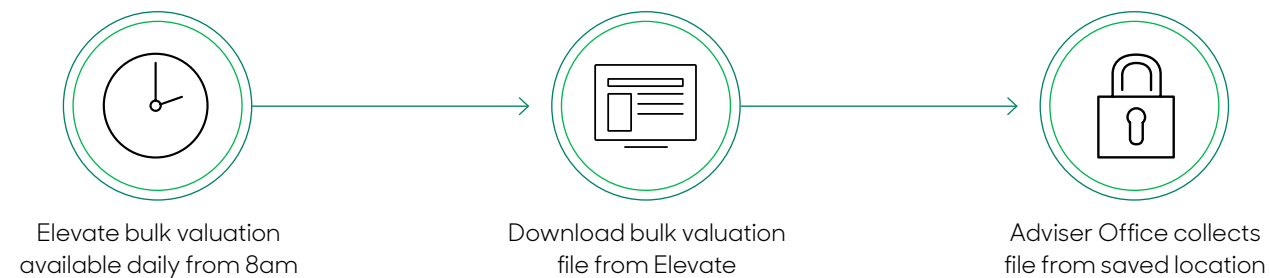 Elevate bulk valuation
available daily from 8am
Download bulk valuation
file from Elevate
Adviser Office collects
file from saved location